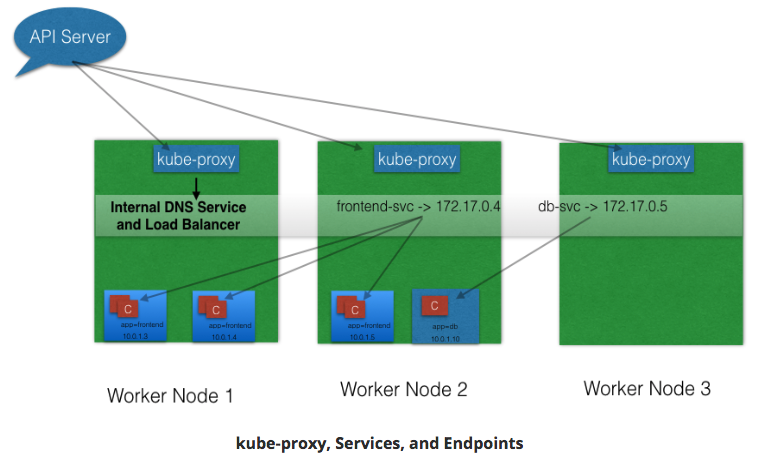 API Server
kube-proxy
kube-proxy
kube-proxy
Internal DNS Service
and Load Balancer
frontend-svc -> 172.17.0.4
db-svc -> 172.17.0.5
C
C
C
C
app=frontend
app=frontend
app=frontend
app=db
10.0.1.3
10.0.1.4
10.0.1.5
10.0.1.10
Worker Node 1
Worker Node 2
Worker Node 3
kube-proxy, Services, and Endpoints